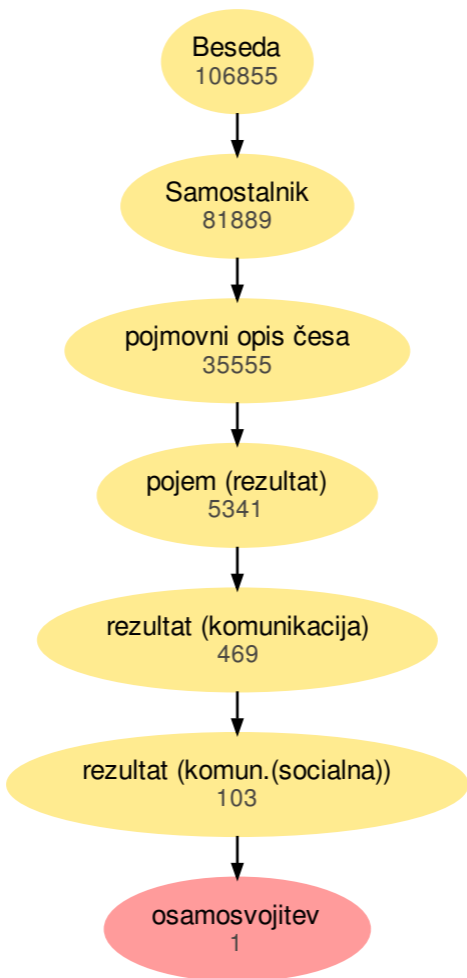 Beseda
106855
Samostalnik
81889
pojmovni opis česa
35555
pojem (rezultat)
5341
rezultat (komunikacija)
469
rezultat (komun.(socialna))
103
osamosvojitev
1